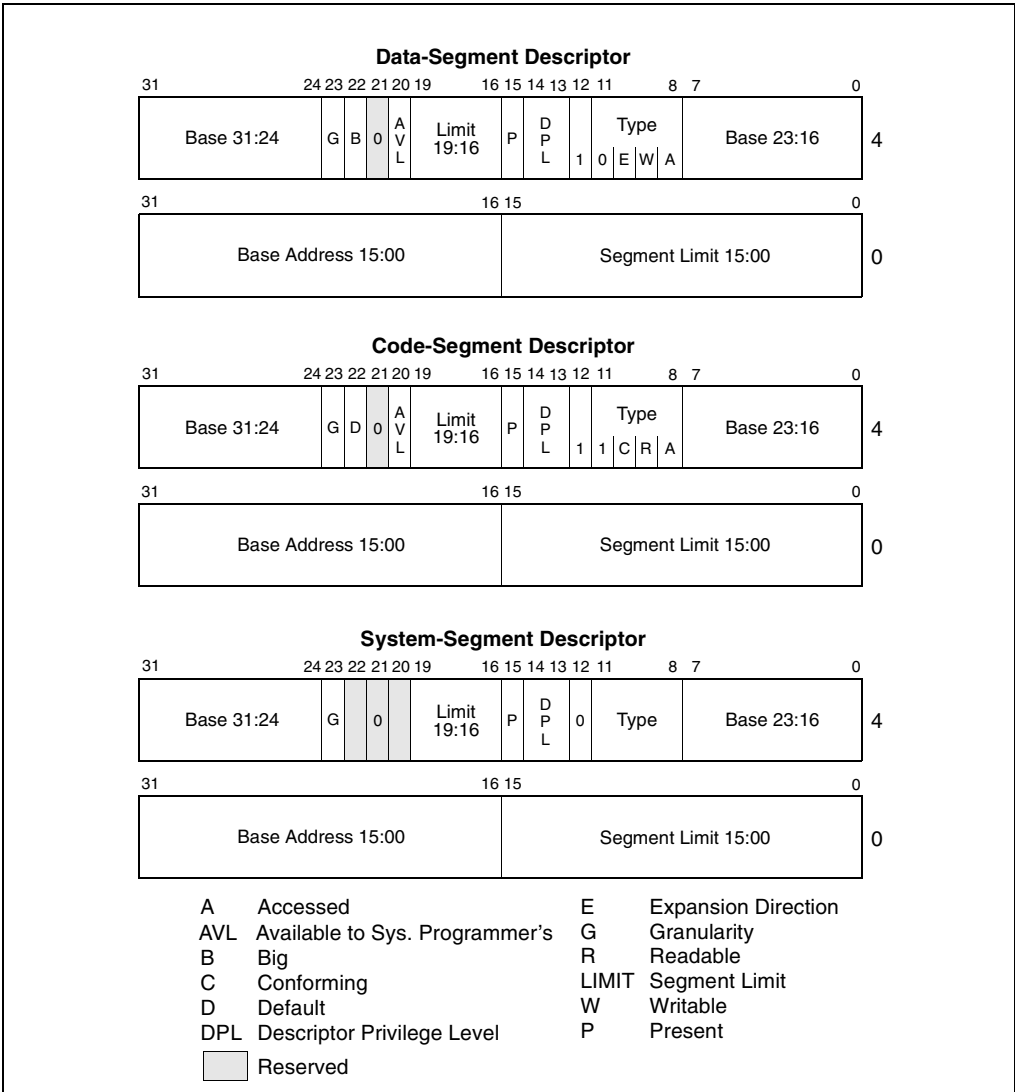 Data-Segment Descriptor
31 24 23 22 21 20 19 16 15 14 13 12 11 8 7 0
Base 31:24 G B 0 AVL Limit 19:16 P DPL 1 Type 0 E W A Base 23:16 4
31 16 15 0
Base Address 15:00 Segment Limit 15:00 0
Code-Segment Descriptor
31 24 23 22 21 20 19 16 15 14 13 12 11 8 7 0
Base 31:24 G D 0 AVL Limit 19:16 P DPL 1 Type 1 C R A Base 23:16 4
31 16 15 0
Base Address 15:00 Segment Limit 15:00 0
System-Segment Descriptor
31 24 23 22 21 20 19 16 15 14 13 12 11 8 7 0
Base 31:24 G 0 Limit 19:16 P DPL 0 Type Base 23:16 4
31 16 15 0
Base Address 15:00 Segment Limit 15:00 0
A Accessed
AVL Available to Sys. Programmer's
B Big
C Conforming
D Default
DPL Descriptor Privilege Level
Reserved
E Expansion Direction
G Granularity
R Readable
LIMIT Segment Limit
W Writable
P Present